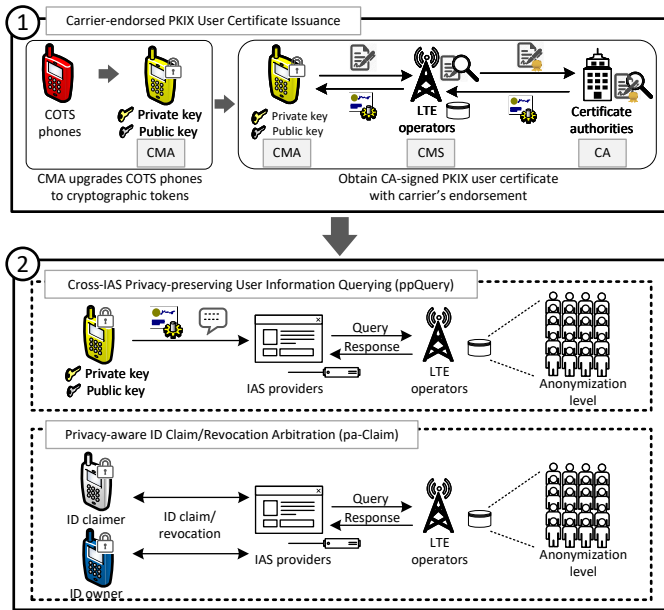 1
Carrier-endorsed PKIX User Certificate Issuance
COTS
phones
Private key
Public key
CMA
CMA upgrades COTS phones
to cryptographic tokens
Private key
Public key
CMA
LTE
operators
CMS
Certificate
authorities
CA
Obtain CA-signed PKIX user certificate
with carrier's endorsement
2
Cross-IAS Privacy-preserving User Information Querying (ppQuery)
Private key
Public key
IAS providers
Query
Response
LTE
operators
Anonymization
level
Privacy-aware ID Claim/Revocation Arbitration (pa-Claim)
ID claimer
ID owner
ID claim/
revocation
IAS providers
Query
Response
LTE
operators
Anonymization
level